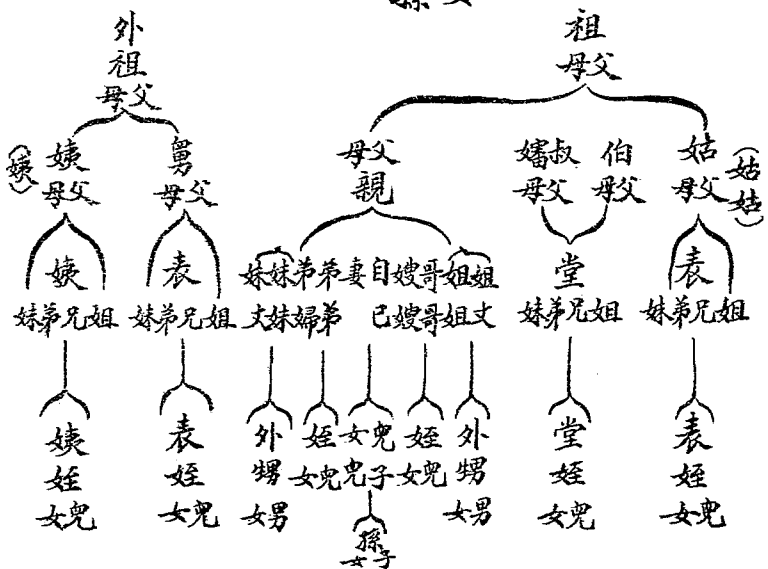 祖父母
外祖父母
(姑姑)
姑父母
伯父母
叔父
嬸母
父母親
舅父母
姨父母
(姨)
表姐兄弟妹
堂姐兄弟妹
姐丈
姐姐
哥哥
嫂嫂
自己
妻
弟弟
弟婦
妹妹
妹丈
表姐兄弟妹
姨姐兄弟妹
表姪兒女
堂姪兒女
外甥男女
姪兒女
兒子
女兒
姪兒女
外甥男女
表姪兒女
姨姪兒女
孫子女